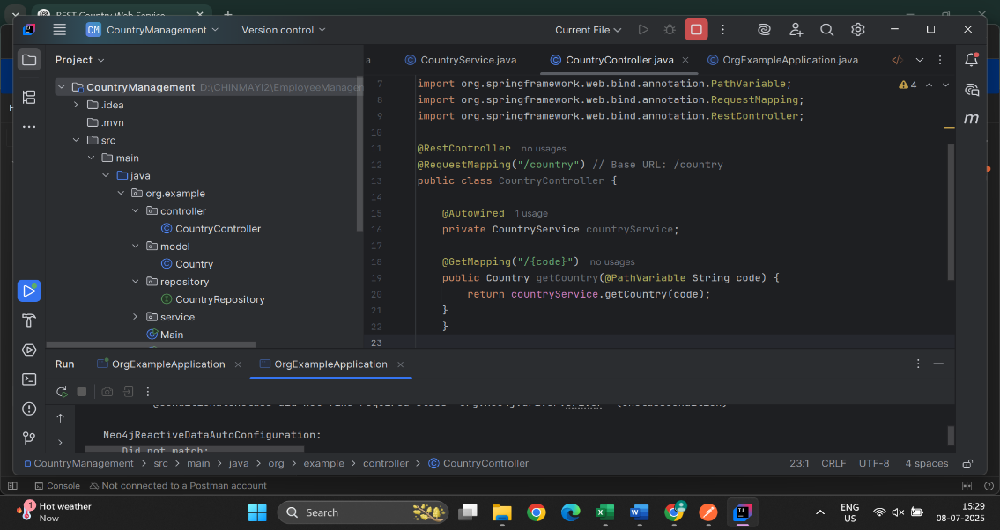 REST Country Web Service
CM CountryManagement
Version control
Current File
Project
CountryService.java
CountryController.java
OrgExampleApplication.java
CountryManagement D:\CHINMAYI2\EmployeeManagem
.idea
.mvn
src
main
java
org.example
controller
CountryController
model
Country
repository
CountryRepository
service
Main
4
7 import org.springframework.web.bind.annotation.PathVariable;
8 import org.springframework.web.bind.annotation.RequestMapping;
9 import org.springframework.web.bind.annotation.RestController;
10
11 @RestController no usages
12 @RequestMapping("/country") // Base URL: /country
13 public class CountryController {
14
15 @Autowired 1 usage
16 private CountryService countryService;
17
18 @GetMapping("/{code}") no usages
19 public Country getCountry(@PathVariable String code) {
20 return countryService.getCountry(code);
21 }
22 }
23
Run
OrgExampleApplication
OrgExampleApplication
Neo4jReactiveDataAutoConfiguration:
Did not match:
CountryManagement > src > main > java > org > example > controller > CountryController
23:1 CRLF UTF-8 4 spaces
Console Not connected to a Postman account
1
Hot weather
Now
Search
ENG
US
15:29
08-07-2025